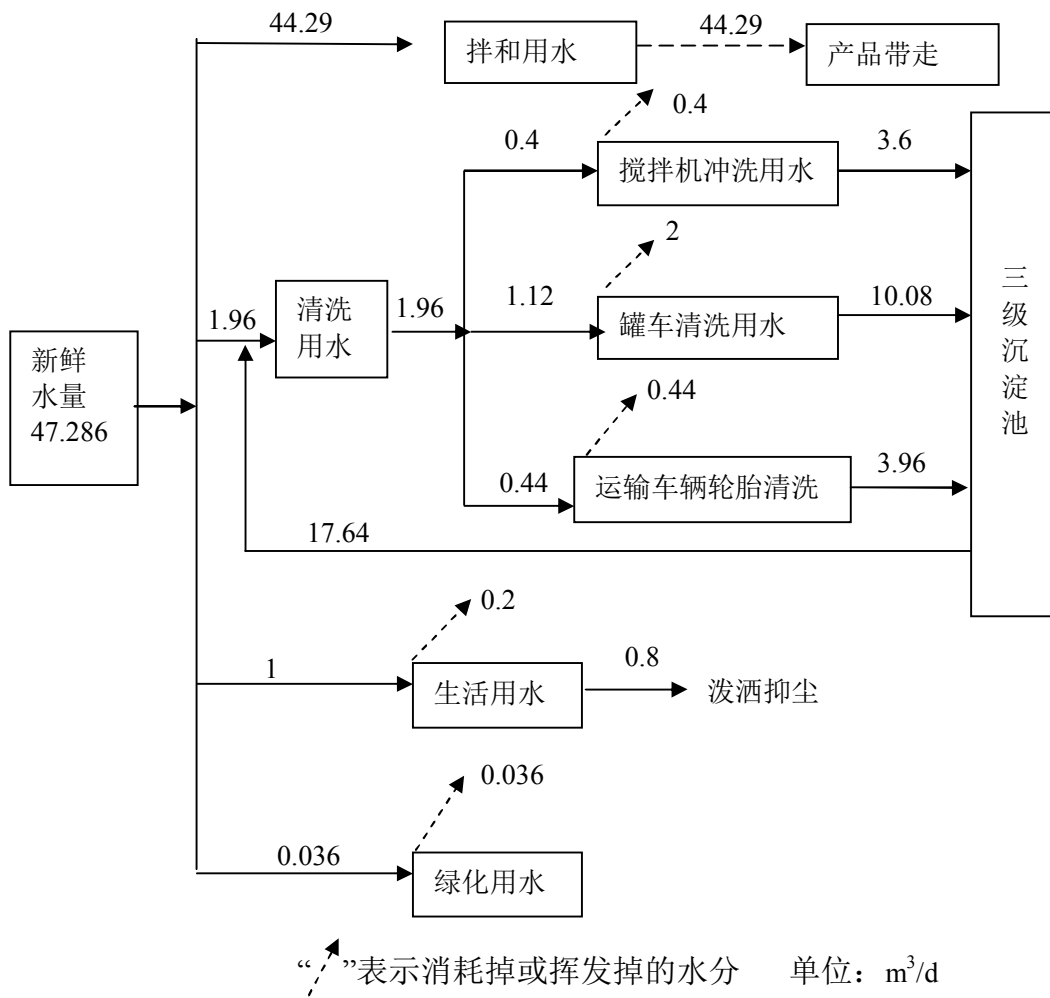 44.29
拌和用水
44.29
产品带走
0.4
0.4
搅拌机冲洗用水
3.6
2
1.96
清洗
用水
1.96
1.12
罐车清洗用水
10.08
三
级
沉
淀
池
新鲜
水量
47.286
0.44
0.44
运输车辆轮胎清洗
3.96
17.64
0.2
1
生活用水
0.8
泼洒抑尘
0.036
0.036
绿化用水
“ ”表示消耗掉或挥发掉的水分 单位：m³/d